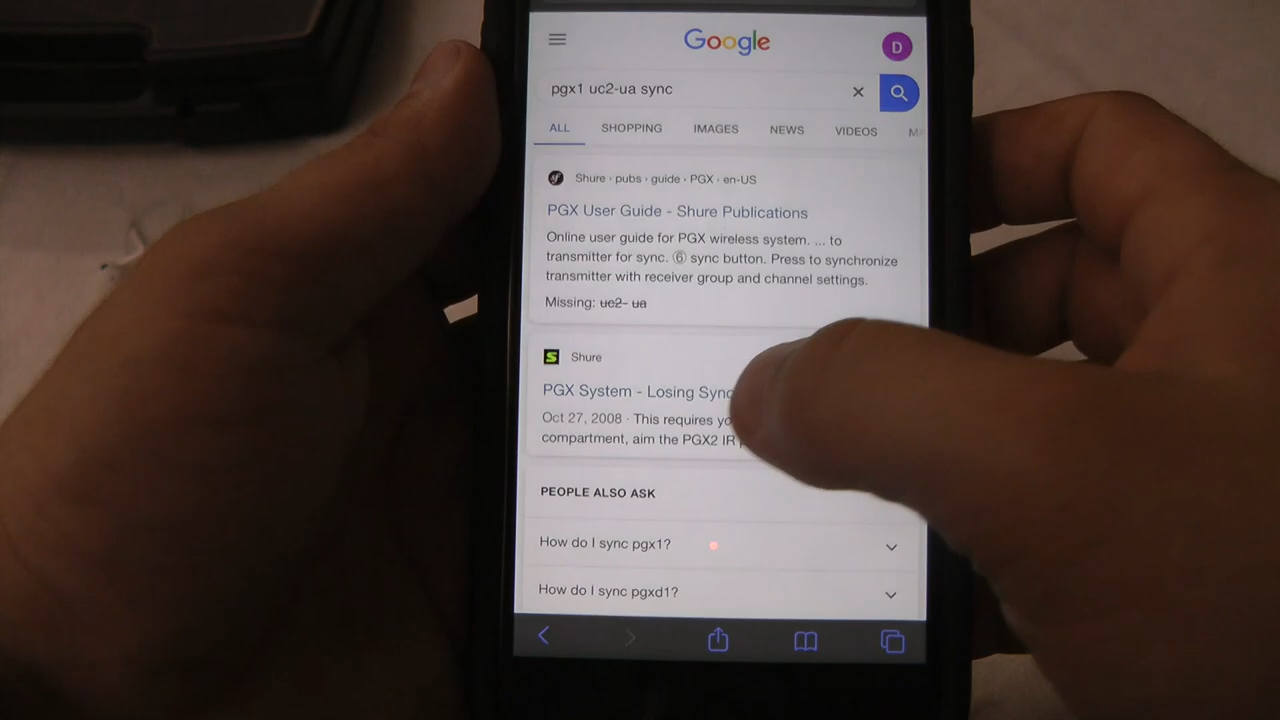 Google
D
pgx1 uc2-ua sync
ALL SHOPPING IMAGES NEWS VIDEOS
Shure › pubs › guide › PGX › en-US
PGX User Guide - Shure Publications
Online user guide for PGX wireless system. ... to
transmitter for sync. ⑥ sync button. Press to synchronize
transmitter with receiver group and channel settings.
Missing: uc2- ua
S Shure
PGX System - Losing Sync
Oct 27, 2008 · This requires
compartment, aim the PGX2 IR
PEOPLE ALSO ASK
How do I sync pgx1?
How do I sync pgxd1?